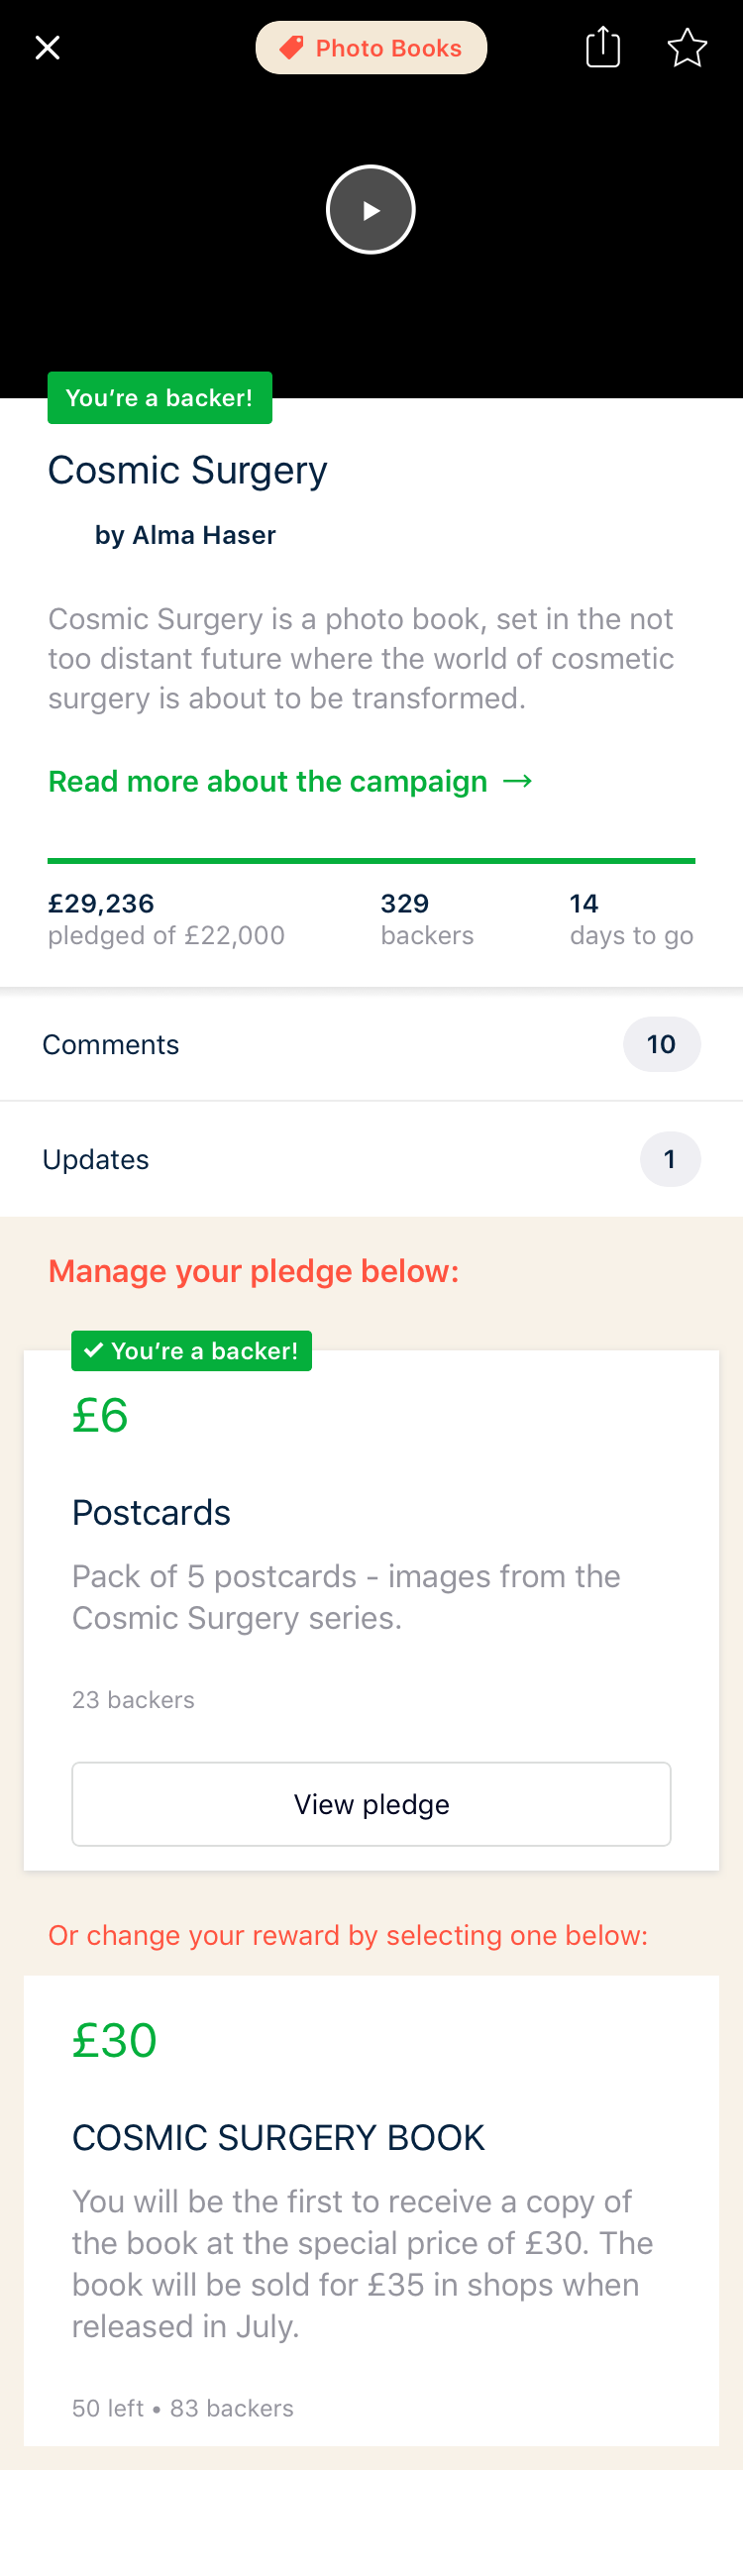 Photo Books
You’re a backer!
Cosmic Surgery
by Alma Haser
Cosmic Surgery is a photo book, set in the not
too distant future where the world of cosmetic
surgery is about to be transformed.
Read more about the campaign →
£29,236 329 14
pledged of £22,000 backers days to go
Comments 10
Updates 1
Manage your pledge below:
✓ You’re a backer!
£6
Postcards
Pack of 5 postcards - images from the
Cosmic Surgery series.
23 backers
View pledge
Or change your reward by selecting one below:
£30
COSMIC SURGERY BOOK
You will be the first to receive a copy of
the book at the special price of £30. The
book will be sold for £35 in shops when
released in July.
50 left • 83 backers